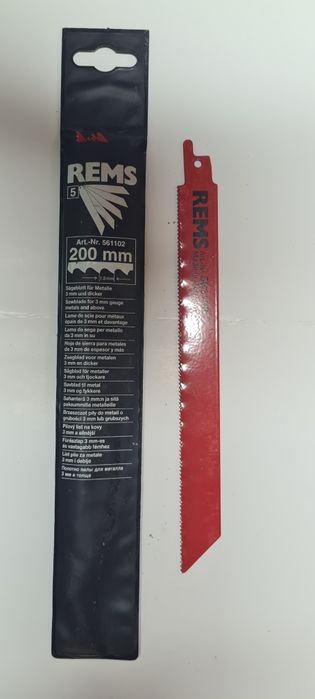 REMS
5
Art.-Nr. 561102
200 mm
1,8mm
Sägeblatt für Metalle
3 mm und dicker
Sawblade for 3 mm gauge
metals and above
Lame de scie pour métaux
épais de 3 mm et davantage
Lama da sega per metallo
da 3 mm in su
Hoja de sierra para metales
de 3 mm de espesor y más
Zaagblad voor metalen
3 mm en dikker
Sågblad för metaller
3 mm och tjockare
Savblad til metal
3 mm og tykkere
Sahanterä 3 mm:n ja sitä
paksummille metalleille
Brzeszczot piły do metali o
grubości 3 mm lub grubszych
Pilový list na kovy
3 mm a silnější
Fűrészlap 3 mm-es
és vastagabb fémhez
List pile za metale
3 mm i deblje
Полотно пилы для металла
3 мм и толще
REMS